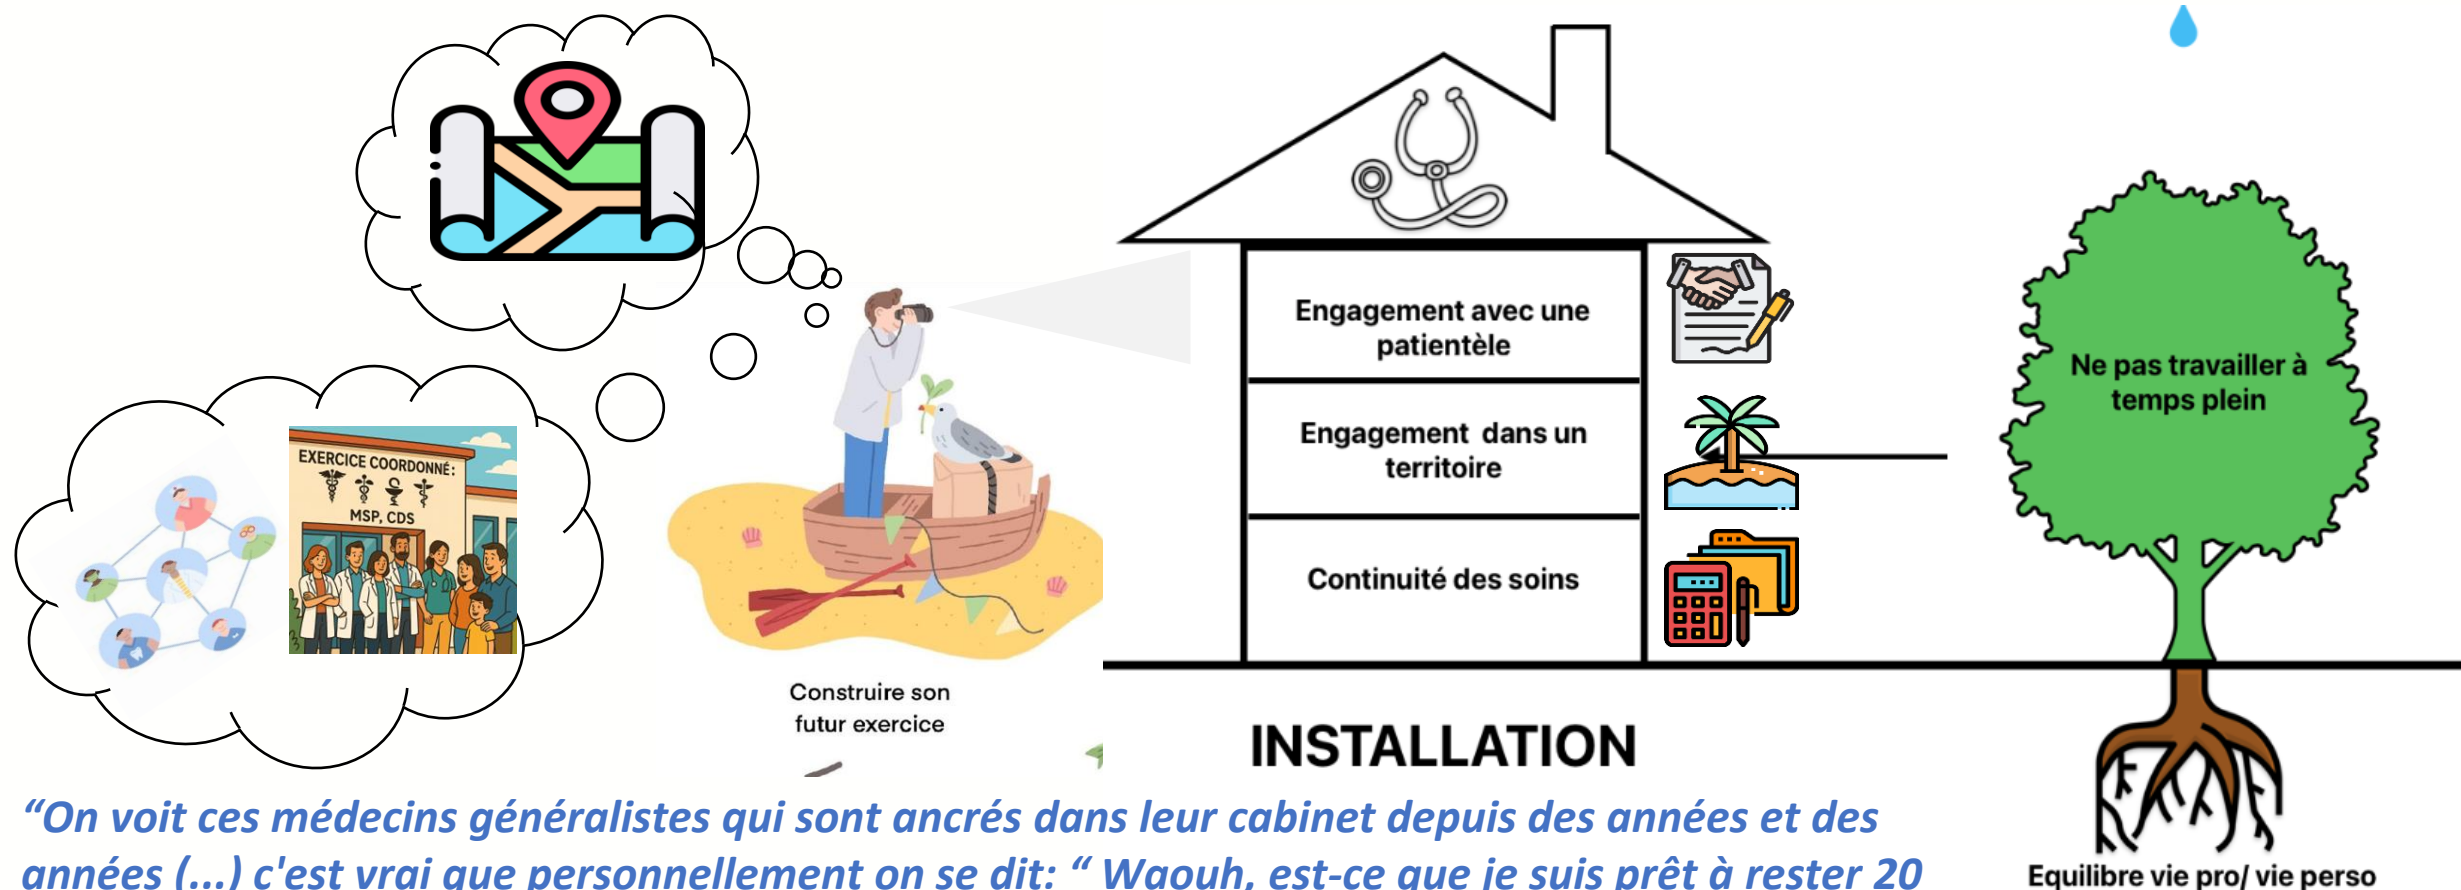 EXERCICE COORDONNÉ:
MSP, CDS
Construire son
futur exercice
Engagement avec une
patientèle
Engagement dans un
territoire
Continuité des soins
INSTALLATION
Ne pas travailler à
temps plein
Equilibre vie pro/ vie perso
“On voit ces médecins généralistes qui sont ancrés dans leur cabinet depuis des années et des
années (...) c'est vrai que personnellement on se dit: “ Waouh, est-ce que je suis prêt à rester 20